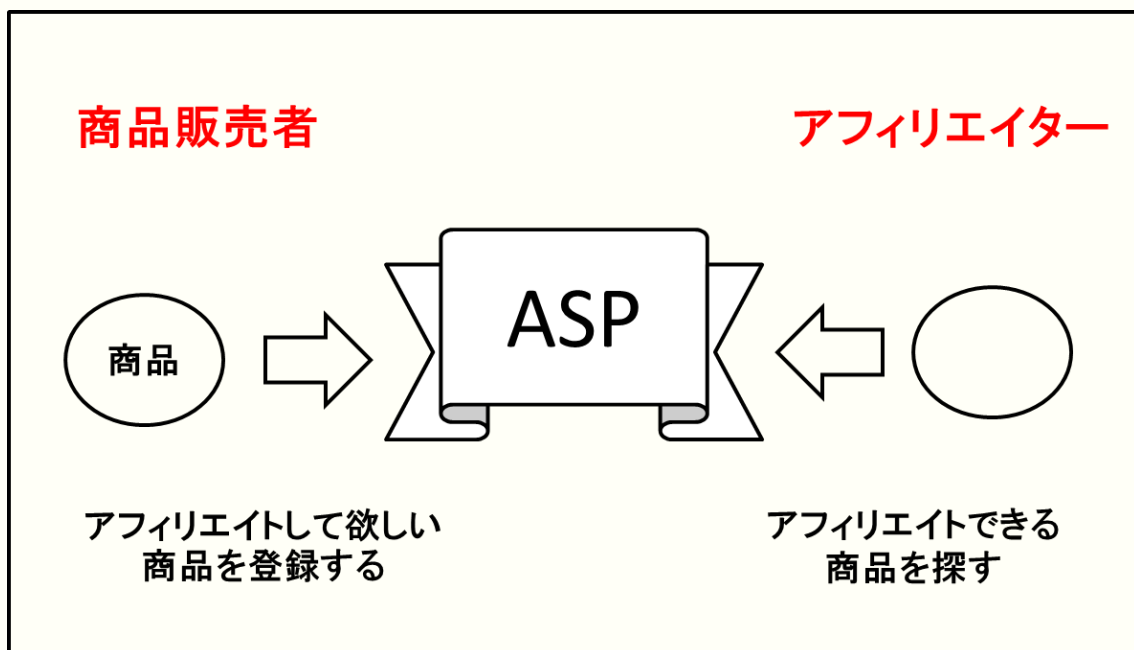 商品販売者
アフィリエイター
ASP
商品
アフィリエイトして欲しい
商品を登録する
アフィリエイトできる
商品を探す